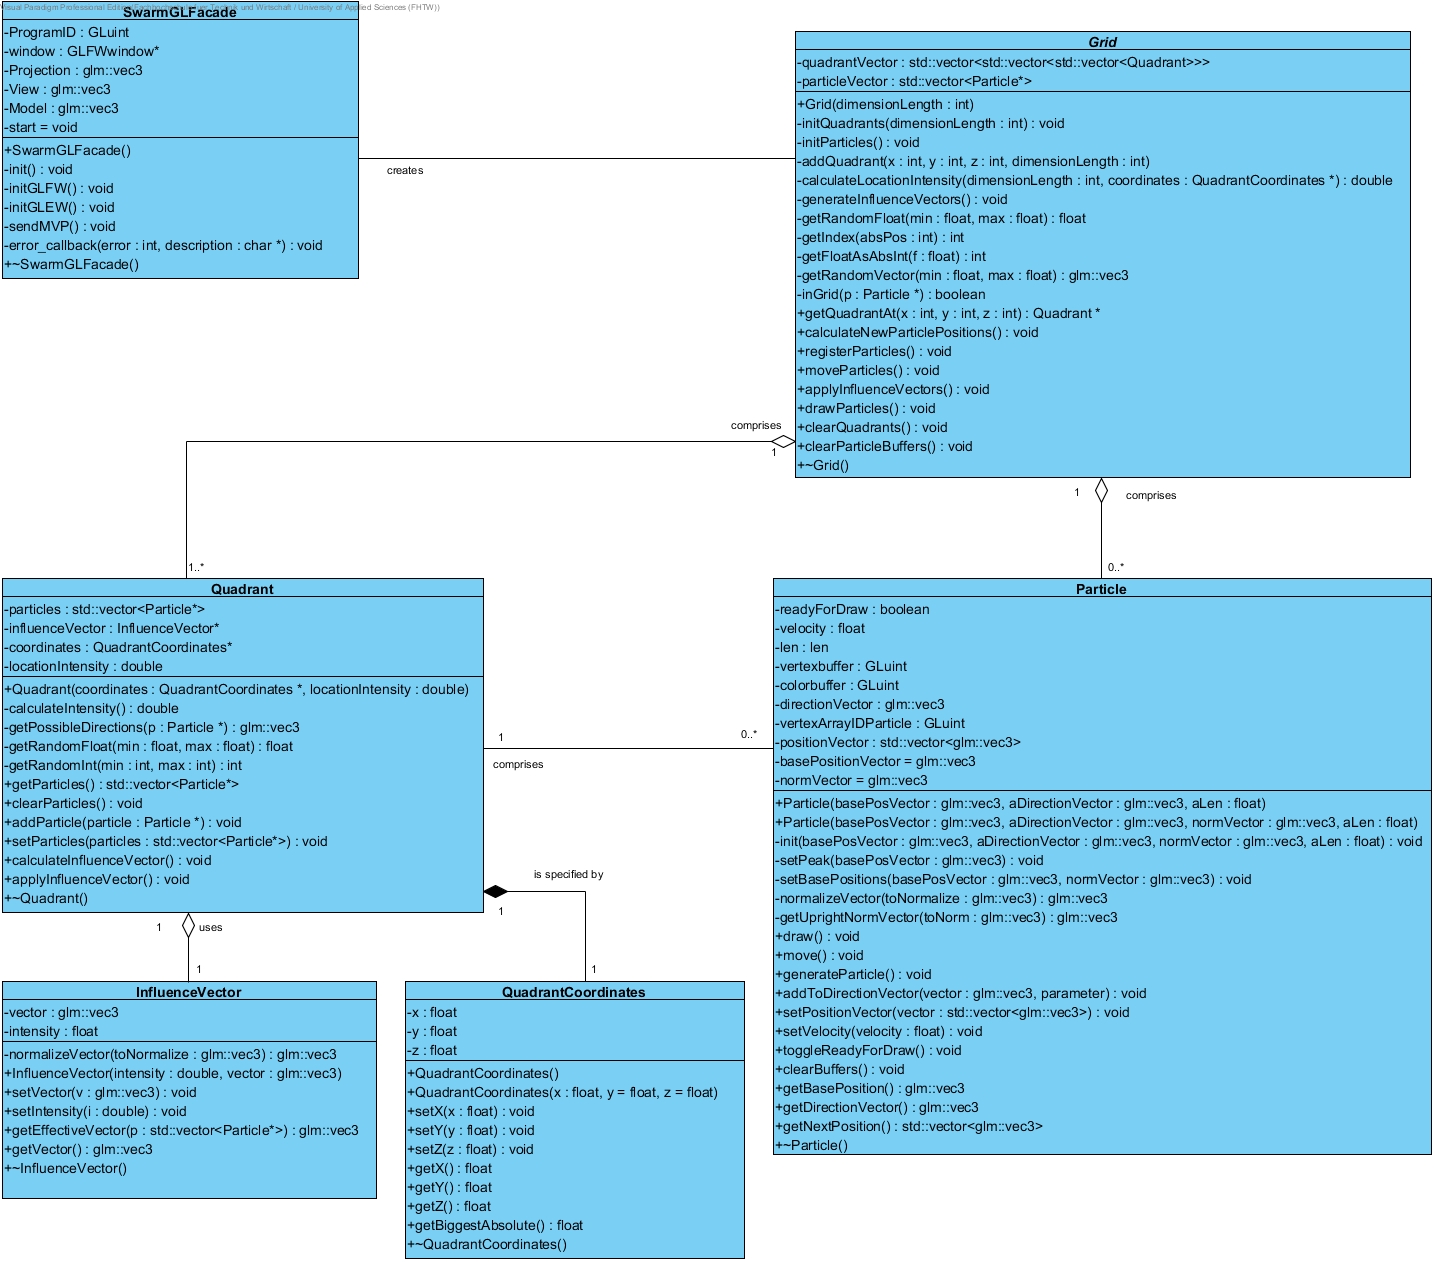 Visual Paradigm Professional Edition
University of Applied Sciences (FHTW))
SwarmGLFacade
-ProgramID : GLuint
-window : GLFWwindow*
-Projection : glm::vec3
-View : glm::vec3
-Model : glm::vec3
-start = void
+SwarmGLFacade()
-init() : void
-initGLFW() : void
-initGLEW() : void
-sendMVP() : void
-error_callback(error : int, description : char *) : void
+~SwarmGLFacade()
creates
Grid
-quadrantVector : std::vector<std::vector<std::vector<Quadrant>>>
-particleVector : std::vector<Particle*>
+Grid(dimensionLength : int)
-initQuadrants(dimensionLength : int) : void
-initParticles() : void
-addQuadrant(x : int, y : int, z : int, dimensionLength : int)
-calculateLocationIntensity(dimensionLength : int, coordinates : QuadrantCoordinates *) : double
-generateInfluenceVectors() : void
-getRandomFloat(min : float, max : float) : float
-getIndex(absPos : int) : int
-getFloatAsAbsInt(f : float) : int
-getRandomVector(min : float, max : float) : glm::vec3
-inGrid(p : Particle *) : boolean
+getQuadrantAt(x : int, y : int, z : int) : Quadrant *
+calculateNewParticlePositions() : void
+registerParticles() : void
+moveParticles() : void
+applyInfluenceVectors() : void
+drawParticles() : void
+clearQuadrants() : void
+clearParticleBuffers() : void
+~Grid()
comprises
1
1..*
1
comprises
0..*
Quadrant
-particles : std::vector<Particle*>
-influenceVector : InfluenceVector*
-coordinates : QuadrantCoordinates*
-locationIntensity : double
+Quadrant(coordinates : QuadrantCoordinates *, locationIntensity : double)
-calculateIntensity() : double
-getPossibleDirections(p : Particle *) : glm::vec3
-getRandomFloat(min : float, max : float) : float
-getRandomInt(min : int, max : int) : int
+getParticles() : std::vector<Particle*>
+clearParticles() : void
+addParticle(particle : Particle *) : void
+setParticles(particles : std::vector<Particle*>) : void
+calculateInfluenceVector() : void
+applyInfluenceVector() : void
+~Quadrant()
1
0..*
comprises
Particle
-readyForDraw : boolean
-velocity : float
-len : len
-vertexbuffer : GLuint
-colorbuffer : GLuint
-directionVector : glm::vec3
-vertexArrayIDParticle : GLuint
-positionVector : std::vector<glm::vec3>
-basePositionVector = glm::vec3
-normVector = glm::vec3
+Particle(basePosVector : glm::vec3, aDirectionVector : glm::vec3, aLen : float)
+Particle(basePosVector : glm::vec3, aDirectionVector : glm::vec3, normVector : glm::vec3, aLen : float)
-init(basePosVector : glm::vec3, aDirectionVector : glm::vec3, normVector : glm::vec3, aLen : float) : void
-setPeak(basePosVector : glm::vec3) : void
-setBasePositions(basePosVector : glm::vec3, normVector : glm::vec3) : void
-normalizeVector(toNormalize : glm::vec3) : glm::vec3
-getUprightNormVector(toNorm : glm::vec3) : glm::vec3
+draw() : void
+move() : void
+generateParticle() : void
+addToDirectionVector(vector : glm::vec3, parameter) : void
+setPositionVector(vector : std::vector<glm::vec3>) : void
+setVelocity(velocity : float) : void
+toggleReadyForDraw() : void
+clearBuffers() : void
+getBasePosition() : glm::vec3
+getDirectionVector() : glm::vec3
+getNextPosition() : std::vector<glm::vec3>
+~Particle()
is specified by
1
1
1
uses
1
InfluenceVector
-vector : glm::vec3
-intensity : float
-normalizeVector(toNormalize : glm::vec3) : glm::vec3
+InfluenceVector(intensity : double, vector : glm::vec3)
+setVector(v : glm::vec3) : void
+setIntensity(i : double) : void
+getEffectiveVector(p : std::vector<Particle*>) : glm::vec3
+getVector() : glm::vec3
+~InfluenceVector()
QuadrantCoordinates
-x : float
-y : float
-z : float
+QuadrantCoordinates()
+QuadrantCoordinates(x : float, y = float, z = float)
+setX(x : float) : void
+setY(y : float) : void
+setZ(z : float) : void
+getX() : float
+getY() : float
+getZ() : float
+getBiggestAbsolute() : float
+~QuadrantCoordinates()